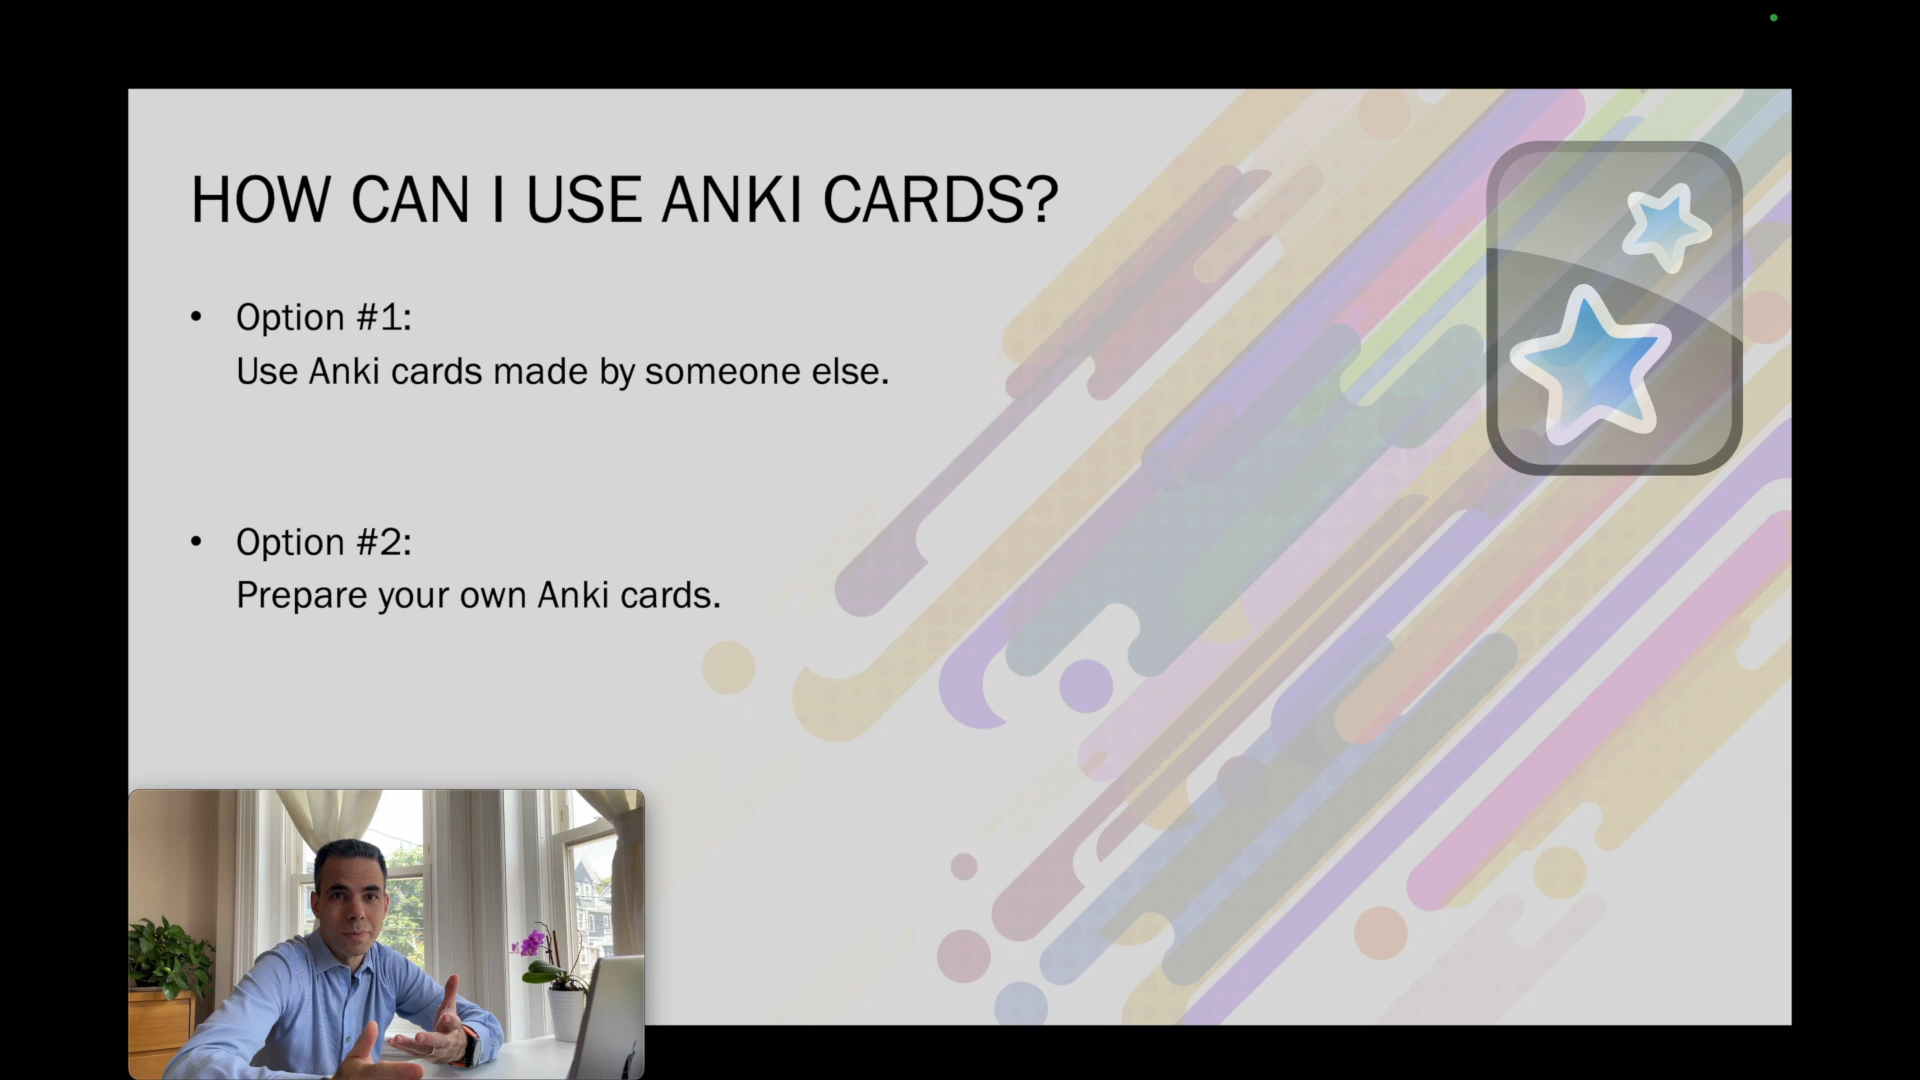 HOW CAN I USE ANKI CARDS?
• Option #1:
Use Anki cards made by someone else.
• Option #2:
Prepare your own Anki cards.